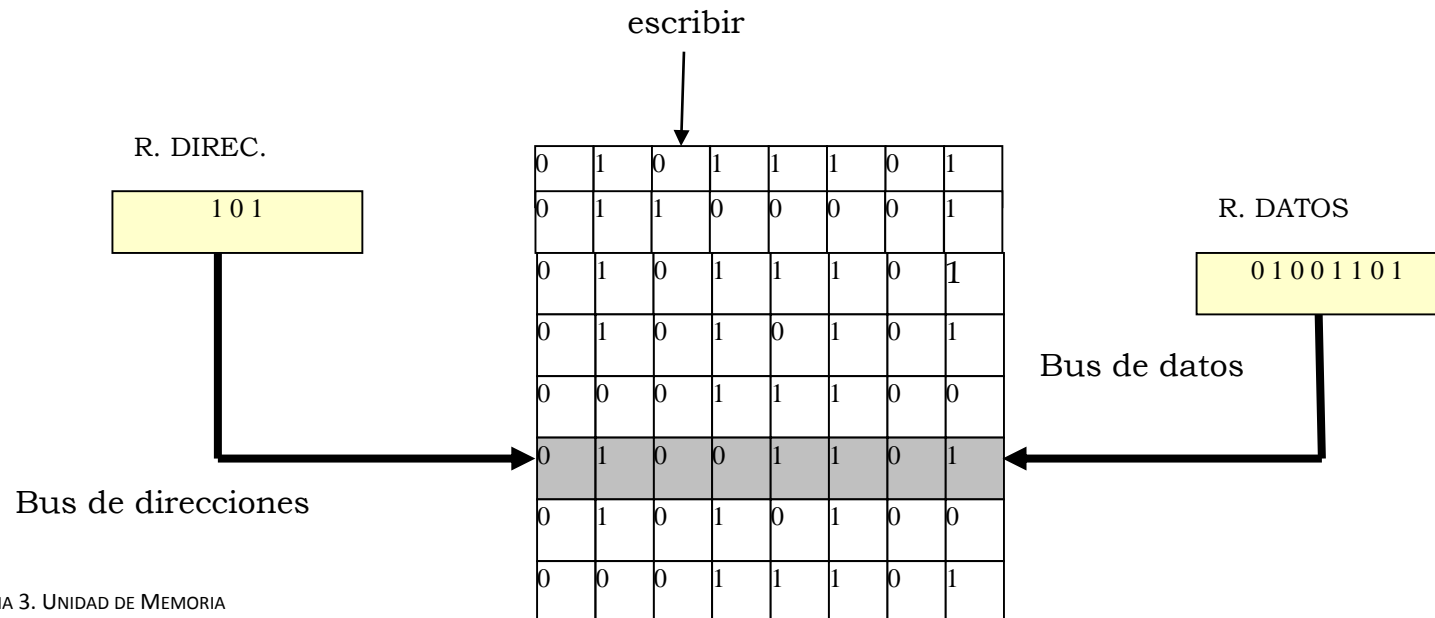 escribir
R. DIREC.
1 0 1
0 1 0 1 1 1 0 1
0 1 1 0 0 0 0 1
R. DATOS
0 1 0 1 1 1 0 1
0 1 0 0 1 1 0 1
0 1 0 1 0 1 0 1
Bus de datos
0 0 0 1 1 1 0 0
0 1 0 0 1 1 0 1
Bus de direcciones
0 1 0 1 0 1 0 0
0 0 0 1 1 1 0 1
3. UNIDAD DE MEMORIA